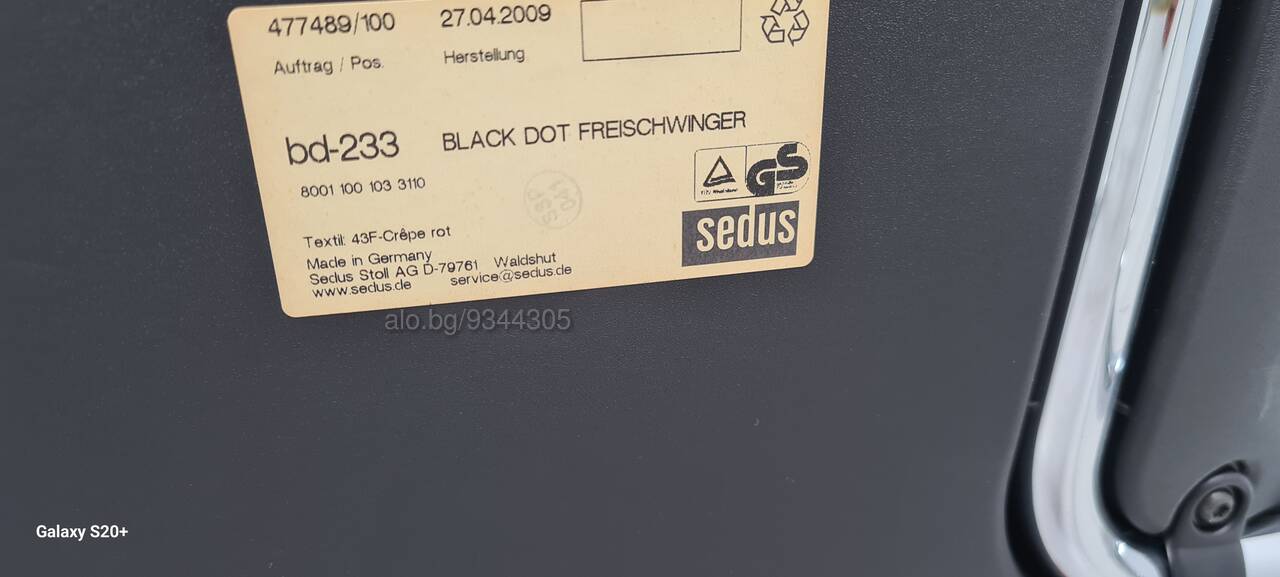 477489/100 27.04.2009
Auftrag / Pos. Herstellung
bd-233 BLACK DOT FREISCHWINGER
8001 100 103 3110
GS
sedus
Textil: 43F-Crêpe rot
Made in Germany
Sedus Stoll AG D-79761 Waldshut
www.sedus.de service@sedus.de
alo.bg/9344305
Galaxy S20+